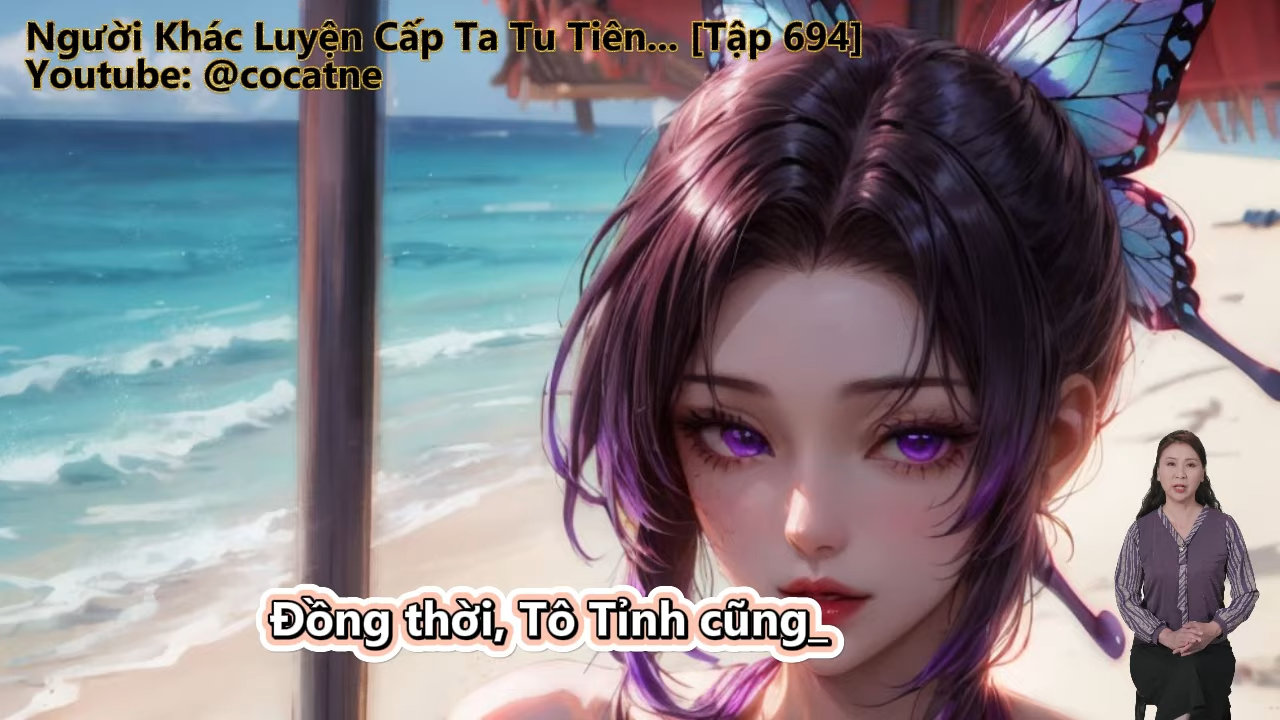 Người Khác Luyện Cấp Ta Tu Tiên... [Tập 694]
Youtube: @cocatne
Đồng thời, Tô Tỉnh cũng_